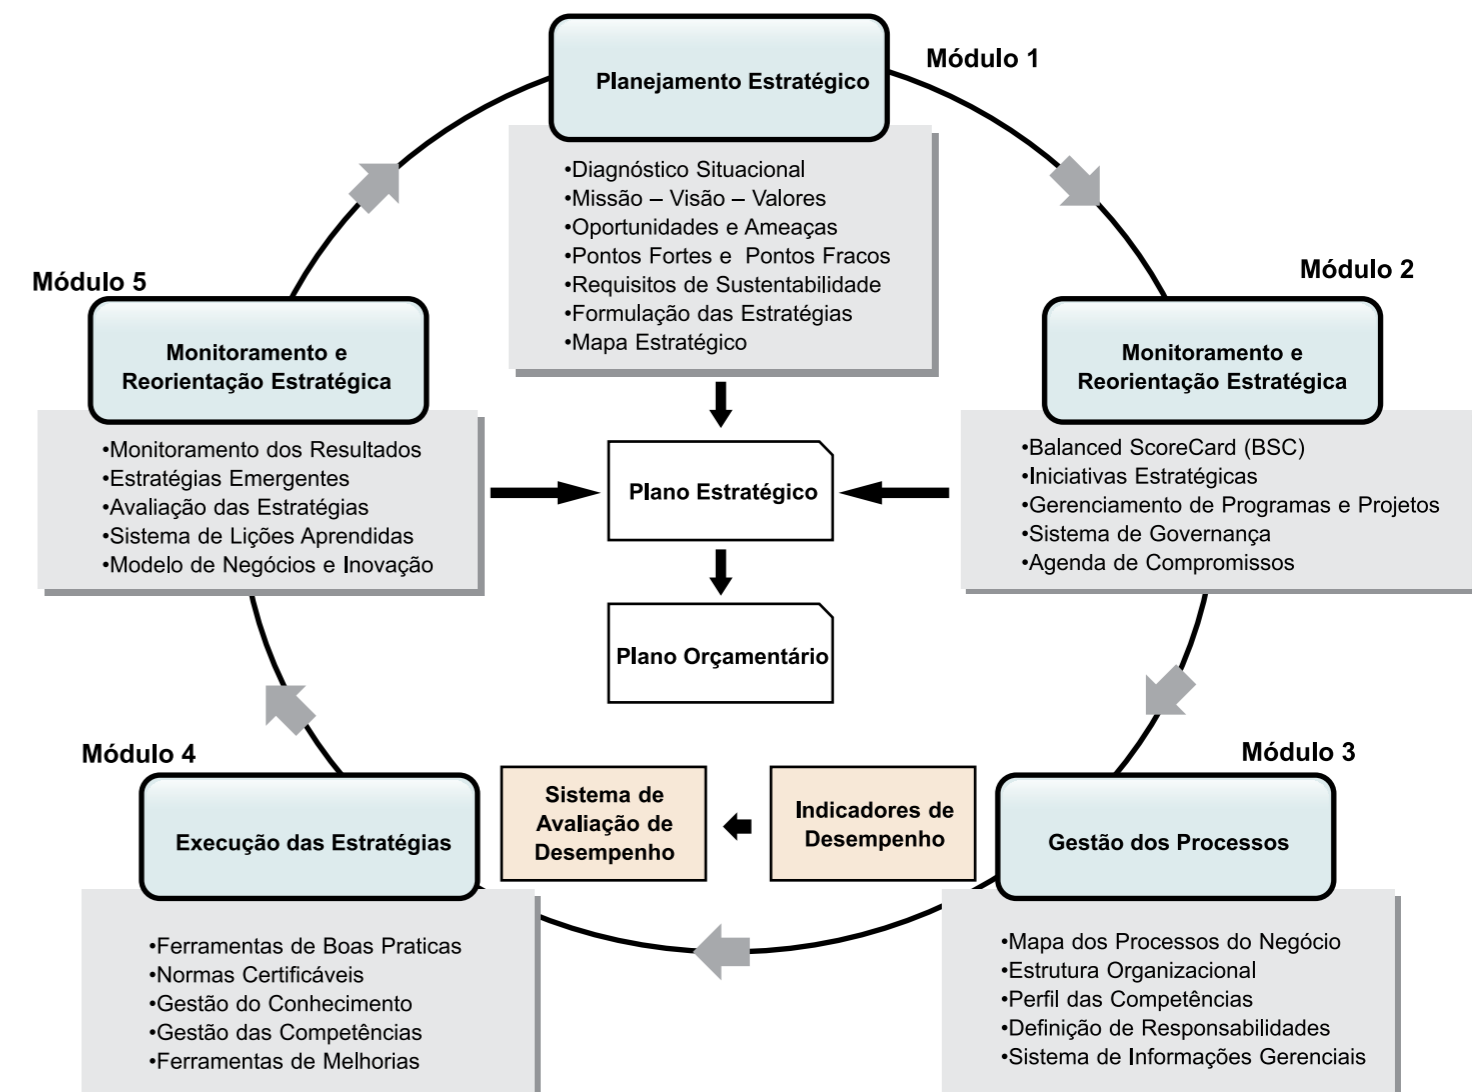 Módulo 1
Planejamento Estratégico
•Diagnóstico Situacional
•Missão – Visão – Valores
•Oportunidades e Ameaças
•Pontos Fortes e Pontos Fracos
•Requisitos de Sustentabilidade
•Formulação das Estratégias
•Mapa Estratégico
Módulo 2
Monitoramento e
Reorientação Estratégica
•Balanced ScoreCard (BSC)
•Iniciativas Estratégicas
•Gerenciamento de Programas e Projetos
•Sistema de Governança
•Agenda de Compromissos
Módulo 5
Monitoramento e
Reorientação Estratégica
•Monitoramento dos Resultados
•Estratégias Emergentes
•Avaliação das Estratégias
•Sistema de Lições Aprendidas
•Modelo de Negócios e Inovação
Plano Estratégico
Plano Orçamentário
Módulo 3
Gestão dos Processos
•Mapa dos Processos do Negócio
•Estrutura Organizacional
•Perfil das Competências
•Definição de Responsabilidades
•Sistema de Informações Gerenciais
Indicadores de
Desempenho
Sistema de
Avaliação de
Desempenho
Módulo 4
Execução das Estratégias
•Ferramentas de Boas Praticas
•Normas Certificáveis
•Gestão do Conhecimento
•Gestão das Competências
•Ferramentas de Melhorias